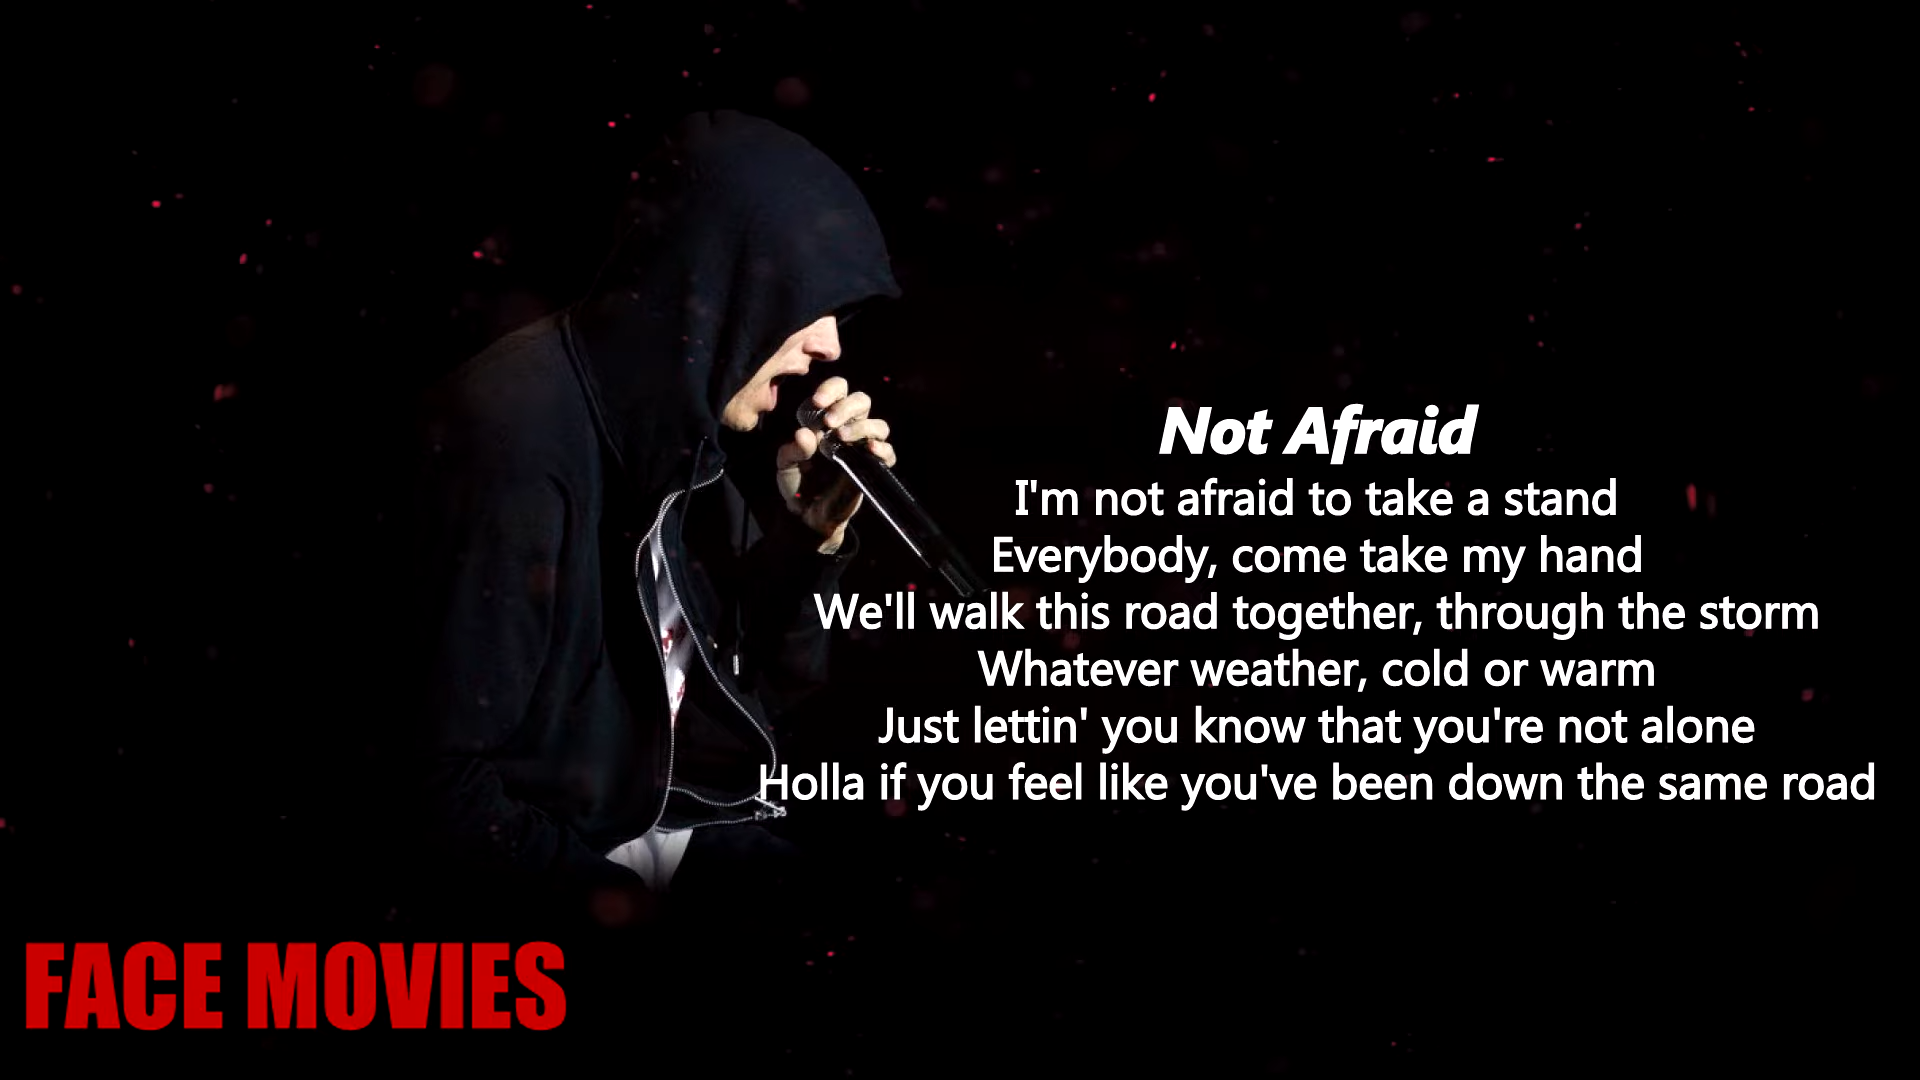 Not Afraid
I'm not afraid to take a stand
Everybody, come take my hand
We'll walk this road together, through the storm
Whatever weather, cold or warm
Just lettin' you know that you're not alone
Holla if you feel like you've been down the same road
FACE MOVIES